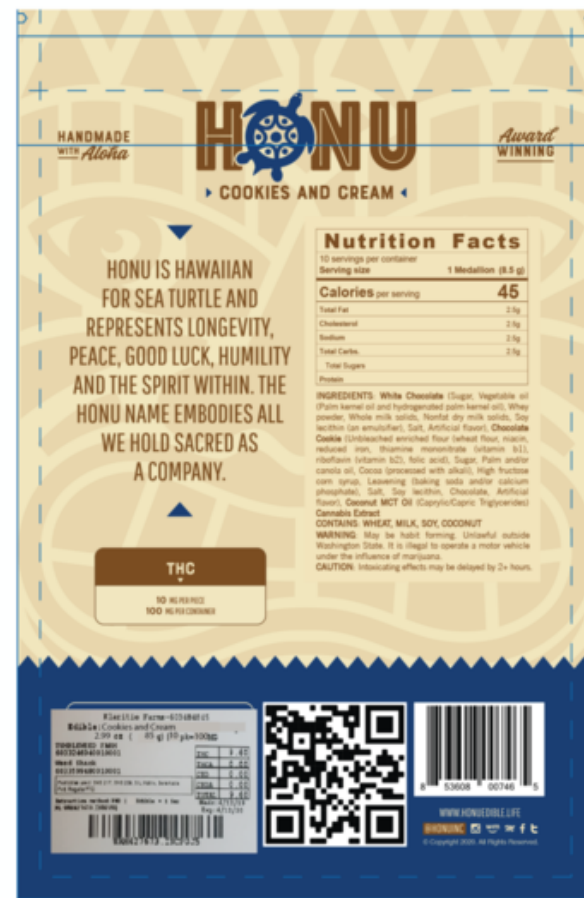 HANDMADE
WITH Aloha
HONU
Award
WINNING
COOKIES AND CREAM
HONU IS HAWAIIAN
FOR SEA TURTLE AND
REPRESENTS LONGEVITY,
PEACE, GOOD LUCK, HUMILITY
AND THE SPIRIT WITHIN. THE
HONU NAME EMBODIES ALL
WE HOLD SACRED AS
A COMPANY.
THC
10 MG PER PIECE
100 MG PER CONTAINER
Nutrition Facts
10 servings per container
Serving size 1 Medallion (8.5 g)
Calories per serving 45
Total Fat 2.5g
Cholesterol 2.5g
Sodium 2.5g
Total Carbs. 2.5g
Total Sugars
Protein
INGREDIENTS: White Chocolate (Sugar, Vegetable oil
(Palm kernel oil and hydrogenated palm kernel oil), Whey
powder, Whole milk solids, Nonfat dry milk solids, Soy
lecithin (an emulsifier), Salt, Artificial flavor), Chocolate
Cookie (Unbleached enriched flour (wheat flour, niacin,
reduced iron, thiamine mononitrate (vitamin b1),
riboflavin (vitamin b2), folic acid), Sugar, Palm and/or
canola oil, Cocoa (processed with alkali), High fructose
corn syrup, Leavening (baking soda and/or calcium
phosphate), Salt, Soy lecithin, Chocolate, Artificial
flavor), Coconut MCT Oil (Caprylic/Capric Triglycerides)
Cannabis Extract
CONTAINS: WHEAT, MILK, SOY, COCONUT
WARNING: May be habit forming. Unlawful outside
Washington State. It is illegal to operate a motor vehicle
under the influence of marijuana.
CAUTION: Intoxicating effects may be delayed by 2+ hours.
Edible: Cookies and Cream
2.99 oz ( 85 g)
8 53608 00746 5
WWW.HONUEDIBLE.LIFE
@HONUINC
© Copyright 2020. All Rights Reserved.